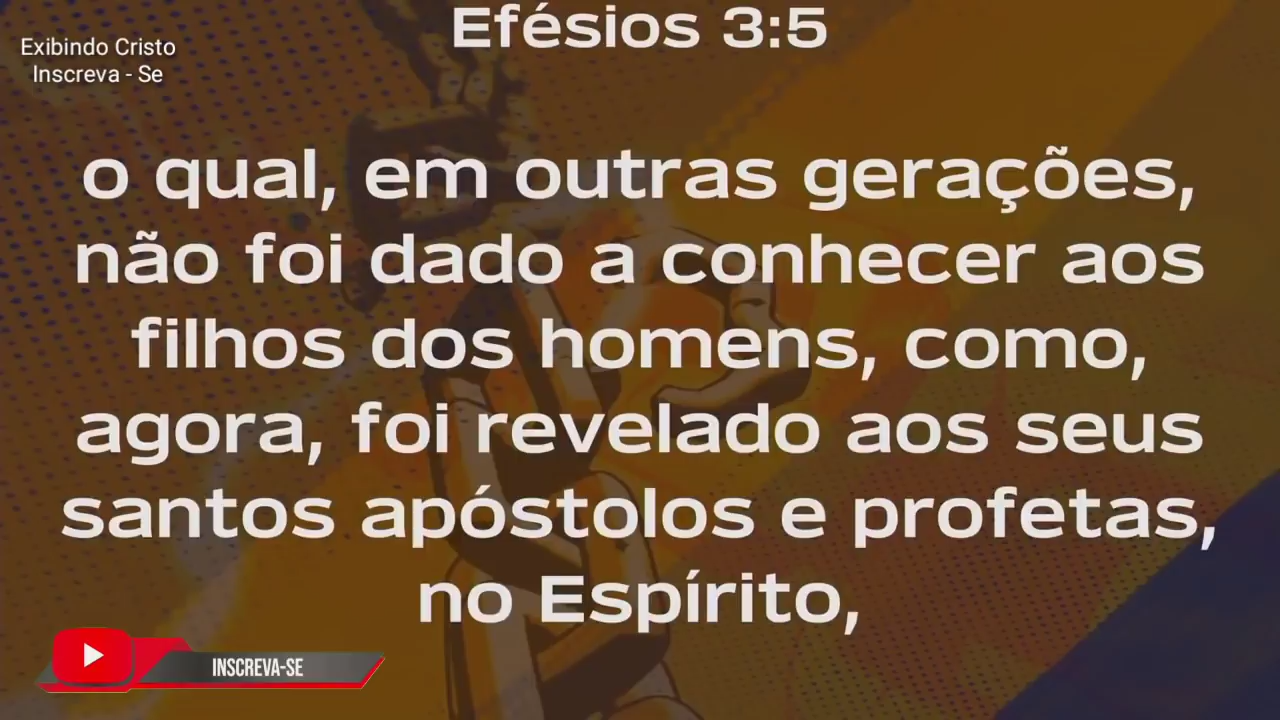 Efésios 3:5
Exibindo Cristo
Inscreva - Se
o qual, em outras gerações,
não foi dado a conhecer aos
filhos dos homens, como,
agora, foi revelado aos seus
santos apóstolos e profetas,
no Espírito,
INSCREVA-SE